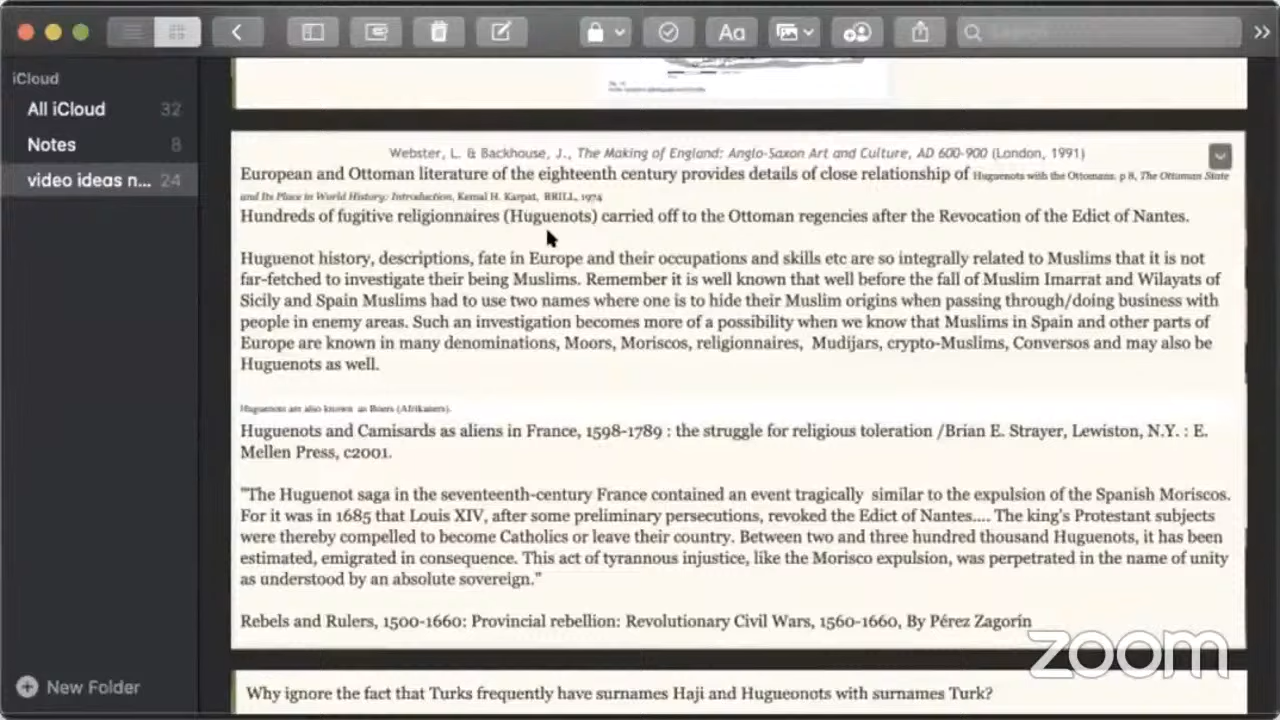 iCloud
All iCloud 32
Notes 8
video ideas n... 24
New Folder
Aa
Webster, L. & Backhouse, J., The Making of England: Anglo-Saxon Art and Culture, AD 600-900 (London, 1991)
European and Ottoman literature of the eighteenth century provides details of close relationship of Huguenots with the Ottomans. p 8, The Ottoman State
and Its Place in World History: Introduction, Kemal H. Karpat, BRILL, 1974
Hundreds of fugitive religionnaires (Huguenots) carried off to the Ottoman regencies after the Revocation of the Edict of Nantes.
Huguenot history, descriptions, fate in Europe and their occupations and skills etc are so integrally related to Muslims that it is not
far-fetched to investigate their being Muslims. Remember it is well known that well before the fall of Muslim Imarrat and Wilayats of
Sicily and Spain Muslims had to use two names where one is to hide their Muslim origins when passing through/doing business with
people in enemy areas. Such an investigation becomes more of a possibility when we know that Muslims in Spain and other parts of
Europe are known in many denominations, Moors, Moriscos, religionnaires, Mudijars, crypto-Muslims, Conversos and may also be
Huguenots as well.
Huguenots are also known as Boers (Afrikaners).
Huguenots and Camisards as aliens in France, 1598-1789 : the struggle for religious toleration /Brian E. Strayer, Lewiston, N.Y. : E.
Mellen Press, c2001.
"The Huguenot saga in the seventeenth-century France contained an event tragically similar to the expulsion of the Spanish Moriscos.
For it was in 1685 that Louis XIV, after some preliminary persecutions, revoked the Edict of Nantes.... The king's Protestant subjects
were thereby compelled to become Catholics or leave their country. Between two and three hundred thousand Huguenots, it has been
estimated, emigrated in consequence. This act of tyrannous injustice, like the Morisco expulsion, was perpetrated in the name of unity
as understood by an absolute sovereign."
Rebels and Rulers, 1500-1660: Provincial rebellion: Revolutionary Civil Wars, 1560-1660, By Pérez Zagorin
zoom
Why ignore the fact that Turks frequently have surnames Haji and Hugueonots with surnames Turk?